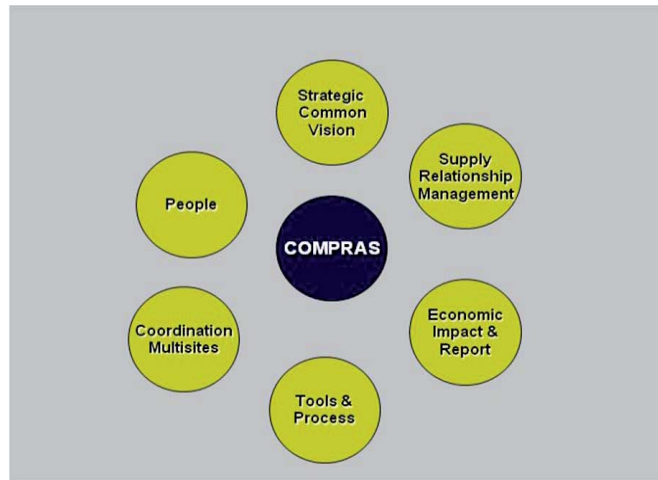 Strategic
Common
Vision
Supply
Relationship
Management
People
COMPRAS
Economic
Impact &
Report
Coordination
Multisites
Tools &
Process